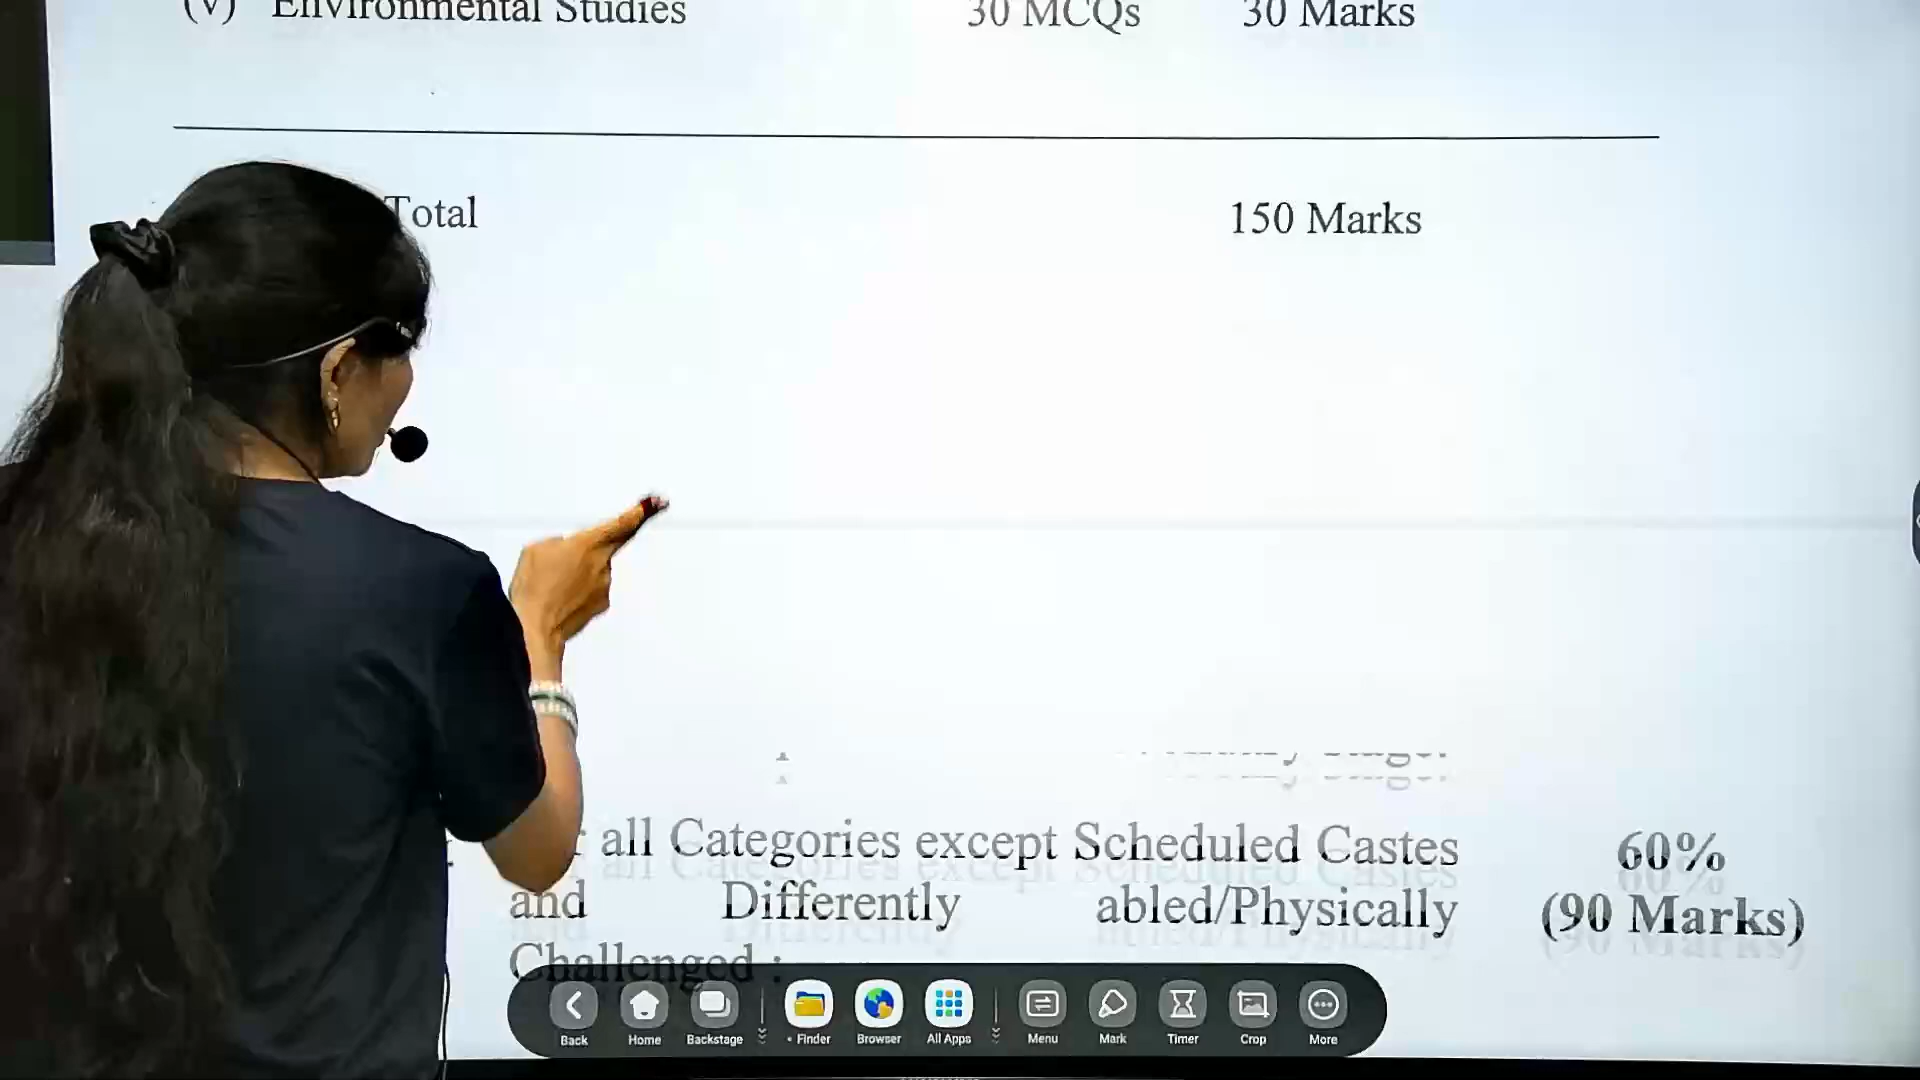 (v) Environmental Studies 30 MCQs 30 Marks
Total 150 Marks
all Categories except Scheduled Castes 60%
and Differently abled/Physically (90 Marks)
Challenged :
Back Home Backstage Finder Browser All Apps Menu Mark Timer Crop More